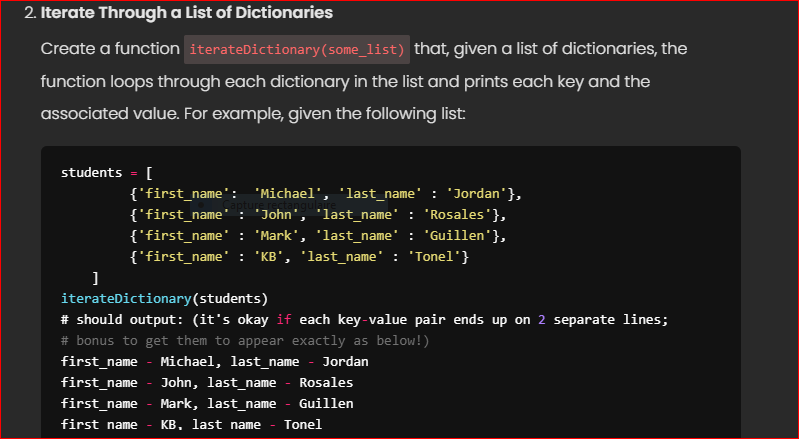 2. Iterate Through a List of Dictionaries
Create a function iterateDictionary(some_list) that, given a list of dictionaries, the
function loops through each dictionary in the list and prints each key and the
associated value. For example, given the following list:
students = [
{'first_name':  'Michael', 'last_name' : 'Jordan'},
{'first_name' : 'John', 'last_name' : 'Rosales'},
{'first_name' : 'Mark', 'last_name' : 'Guillen'},
{'first_name' : 'KB', 'last_name' : 'Tonel'}
]
iterateDictionary(students)
# should output: (it's okay if each key-value pair ends up on 2 separate lines;
# bonus to get them to appear exactly as below!)
first_name - Michael, last_name - Jordan
first_name - John, last_name - Rosales
first_name - Mark, last_name - Guillen
first_name - KB, last_name - Tonel